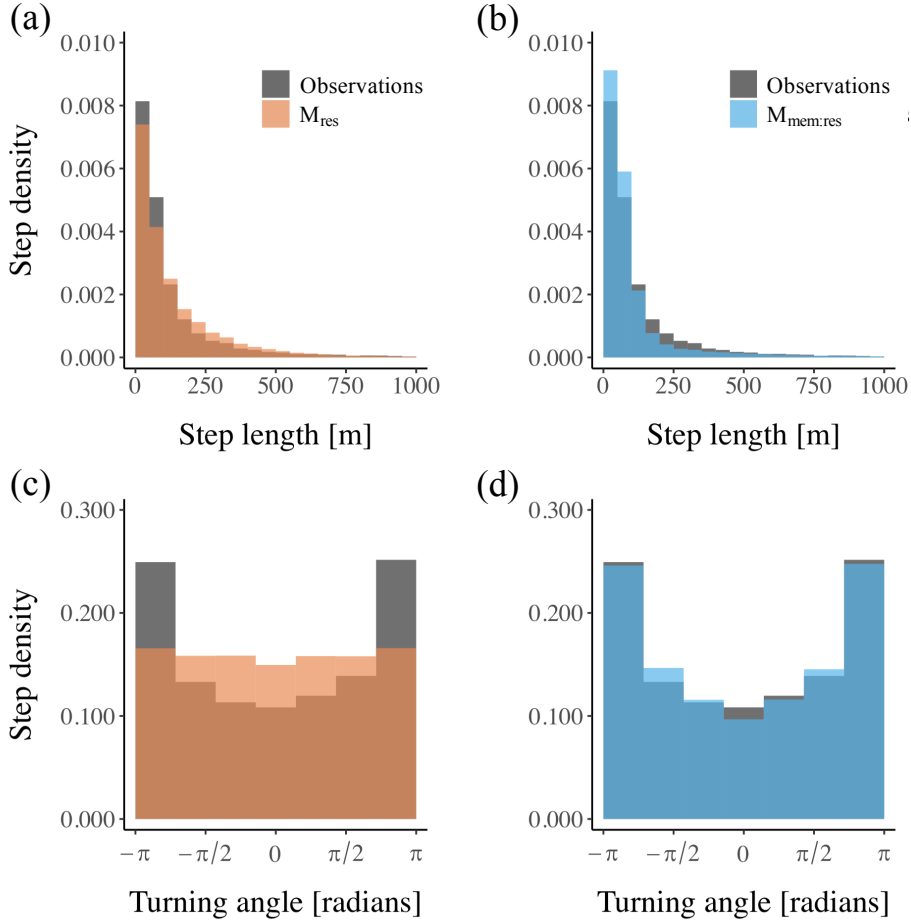 (a)
0.010
0.008
0.006
0.004
0.002
0.000
Step density
Observations
M_res
0 250 500 750 1000
Step length [m]
(b)
0.010
0.008
0.006
0.004
0.002
0.000
Observations
M_mem:res
0 250 500 750 1000
Step length [m]
(c)
0.300
0.200
0.100
0.000
Step density
−π −π/2 0 π/2 π
Turning angle [radians]
(d)
0.300
0.200
0.100
0.000
−π −π/2 0 π/2 π
Turning angle [radians]